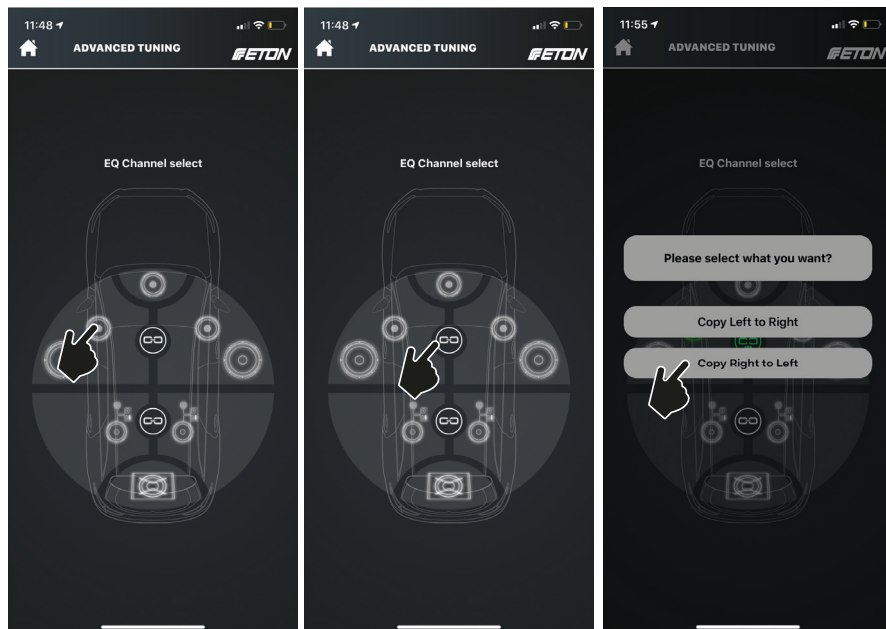 11:48
ADVANCED TUNING
ETON
EQ Channel select
11:48
ADVANCED TUNING
ETON
EQ Channel select
11:55
ADVANCED TUNING
ETON
EQ Channel select
Please select what you want?
Copy Left to Right
Copy Right to Left